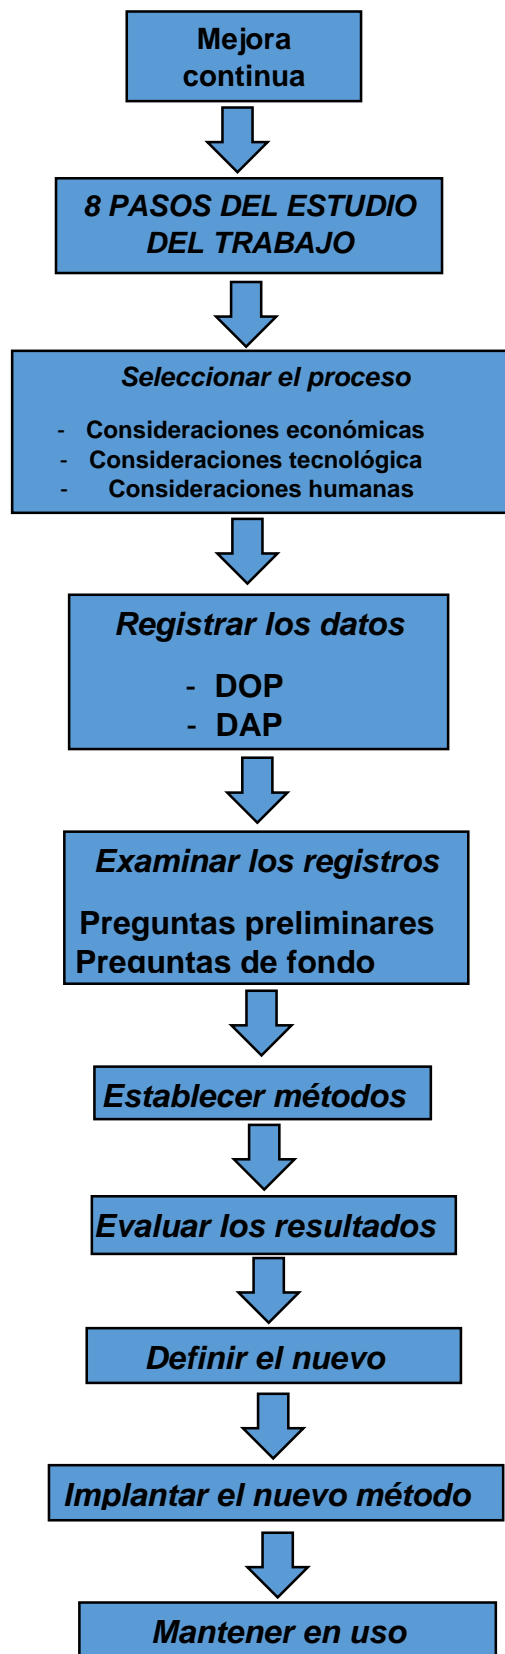 Mejora
continua
8 PASOS DEL ESTUDIO
DEL TRABAJO
Seleccionar el proceso
- Consideraciones económicas
- Consideraciones tecnológica
- Consideraciones humanas
Registrar los datos
- DOP
- DAP
Examinar los registros
Preguntas preliminares
Preguntas de fondo
Establecer métodos
Evaluar los resultados
Definir el nuevo
Implantar el nuevo método
Mantener en uso